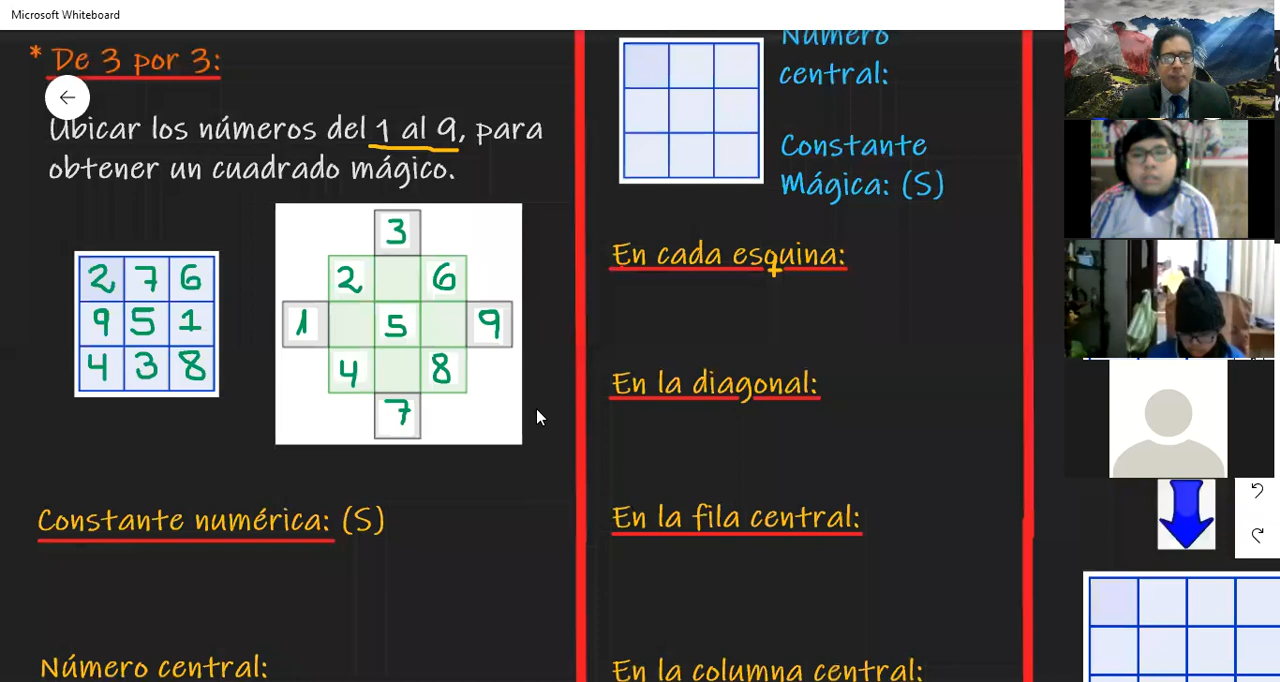 Microsoft Whiteboard
* De 3 por 3:
Ubicar los números del 1 al 9, para
obtener un cuadrado mágico.
2 7 6
9 5 1
4 3 8
3
2 6
1 5 9
4 8
7
Constante numérica: (S)
Número central:
Número
central:
Constante
Mágica: (S)
En cada esquina:
En la diagonal:
En la fila central:
En la columna central: